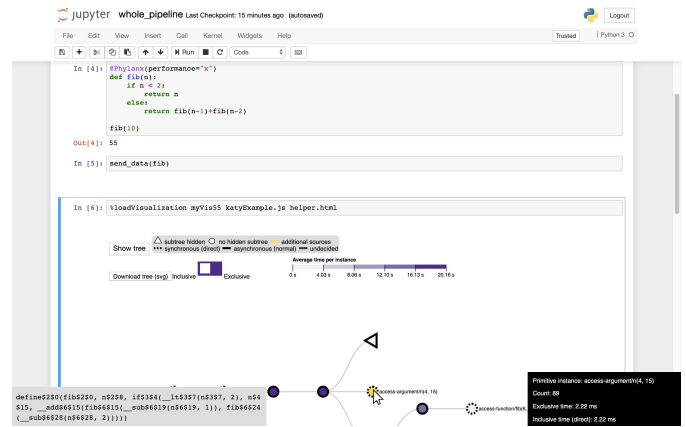 jupyter whole_pipeline Last Checkpoint: 15 minutes ago (autosaved)
Logout
File Edit View Insert Cell Kernel Widgets Help
Trusted | Python 3 O
Run Code
In [4]: @Phylanx(performance="x")
def fib(n):
if n < 2:
return n
else:
return fib(n-1)+fib(n-2)
fib(10)
Out[4]: 55
In [5]: send_data(fib)
In [6]: %loadVisualization myVis55 katyExample.js helper.html
Show tree
subtree hidden no hidden subtree additional sources
synchronous (direct) asynchronous (normal) undecided
Download tree (svg) Inclusive Exclusive
Average time per instance
0 s 4.03 s 8.06 s 12.10 s 16.13 s 20.16 s
access-argument/n(4, 15)
access-function/fib(6,
define$2$0(fib$2$0, n$2$8, if$3$4(__lt$3$7(n$3$7, 2), n$4
$15, __add$6$15(fib$6$15(__sub$6$19(n$6$19, 1)), fib$6$24
(__sub$6$28(n$6$28, 2)))))
Primitive instance: access-argument/n(4, 15)
Count: 89
Exclusive time: 2.22 ms
Inclusive time (direct): 2.22 ms